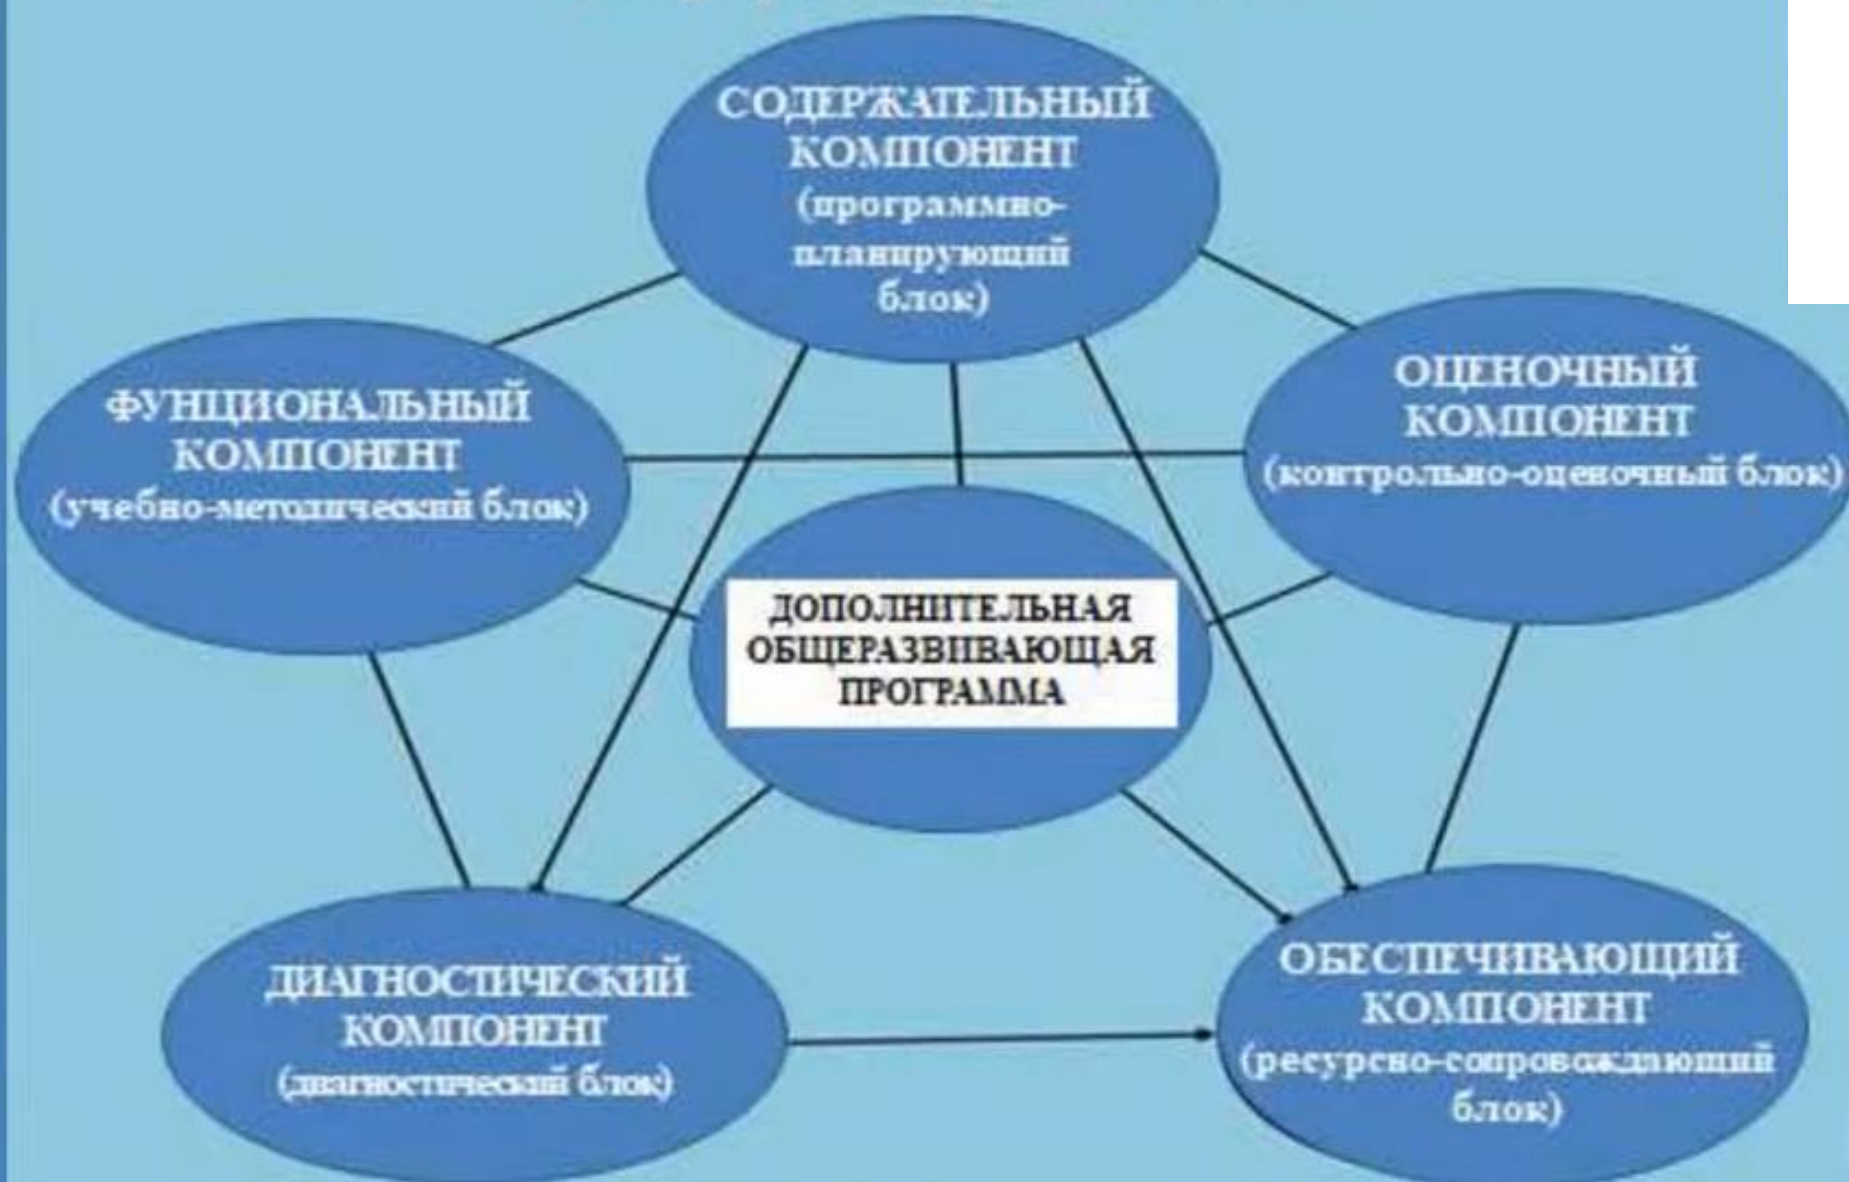 СОДЕРЖАТЕЛЬНЫЙ
КОМПОНЕНТ
(программно-
планирующий
блок)
ФУНЦИОНАЛЬНЫЙ
КОМПОНЕНТ
(учебно-методический блок)
ОЦЕНОЧНЫЙ
КОМПОНЕНТ
(контрольно-оценочный блок)
ДОПОЛНИТЕЛЬНАЯ
ОБЩЕРАЗВИВАЮЩАЯ
ПРОГРАММА
ДИАГНОСТИЧЕСКИЙ
КОМПОНЕНТ
(диагностический блок)
ОБЕСПЕЧИВАЮЩИЙ
КОМПОНЕНТ
(ресурсно-сопровождающий
блок)